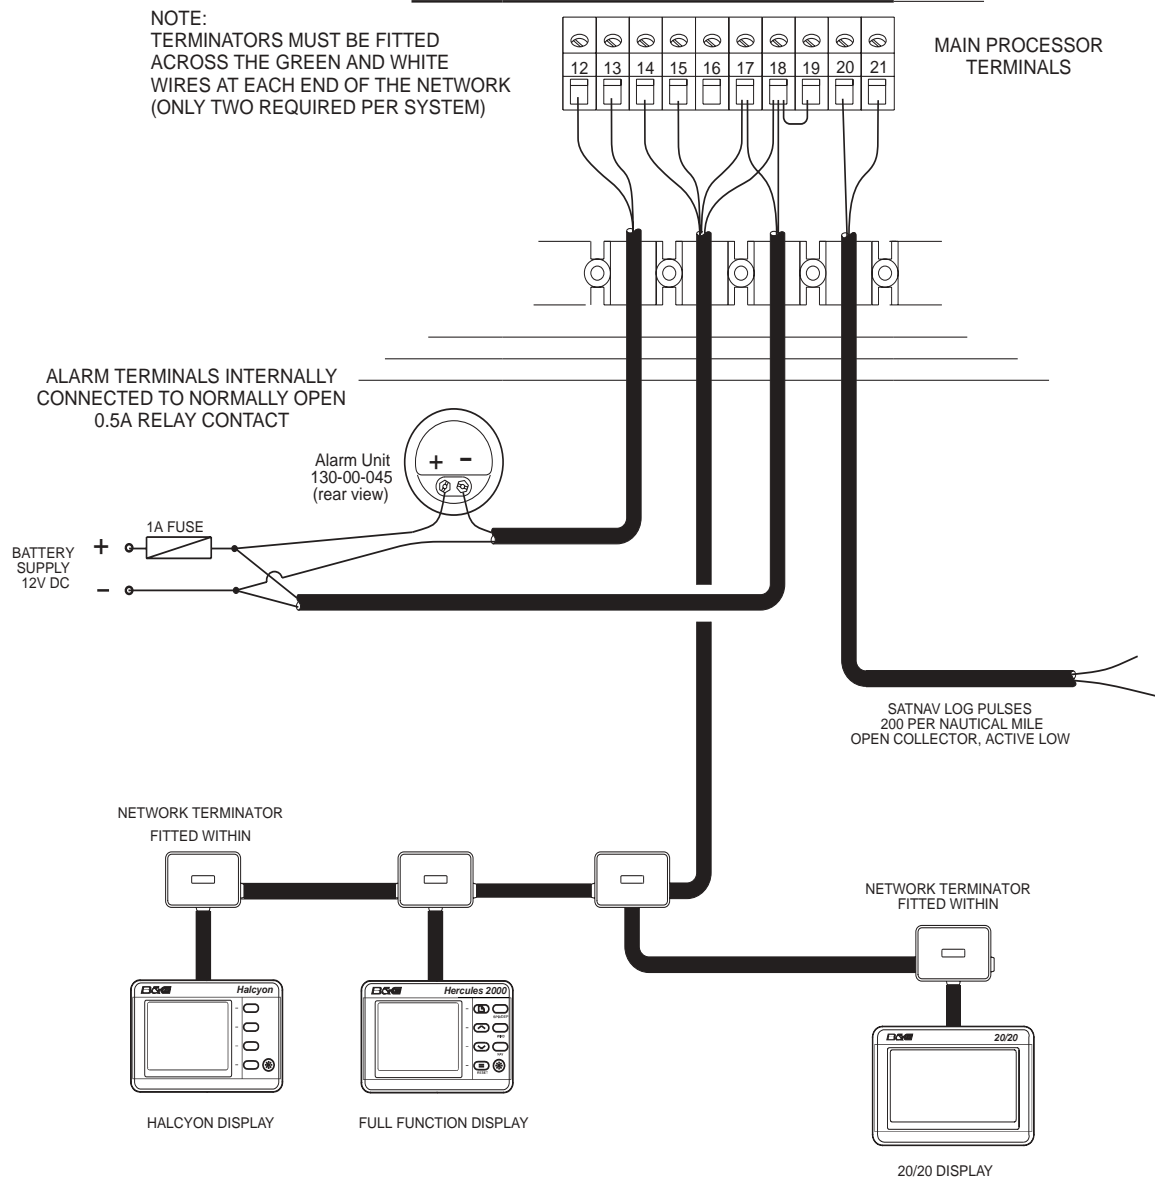 NOTE:
TERMINATORS MUST BE FITTED
ACROSS THE GREEN AND WHITE
WIRES AT EACH END OF THE NETWORK
(ONLY TWO REQUIRED PER SYSTEM)
12 13 14 15 16 17 18 19 20 21
MAIN PROCESSOR
TERMINALS
ALARM TERMINALS INTERNALLY
CONNECTED TO NORMALLY OPEN
0.5A RELAY CONTACT
Alarm Unit
130-00-045
(rear view)
+ −
1A FUSE
+
BATTERY
SUPPLY
12V DC
−
SATNAV LOG PULSES
200 PER NAUTICAL MILE
OPEN COLLECTOR, ACTIVE LOW
NETWORK TERMINATOR
FITTED WITHIN
NETWORK TERMINATOR
FITTED WITHIN
B&G Halcyon
B&G Hercules 2000
RESET
B&G 20/20
HALCYON DISPLAY
FULL FUNCTION DISPLAY
20/20 DISPLAY